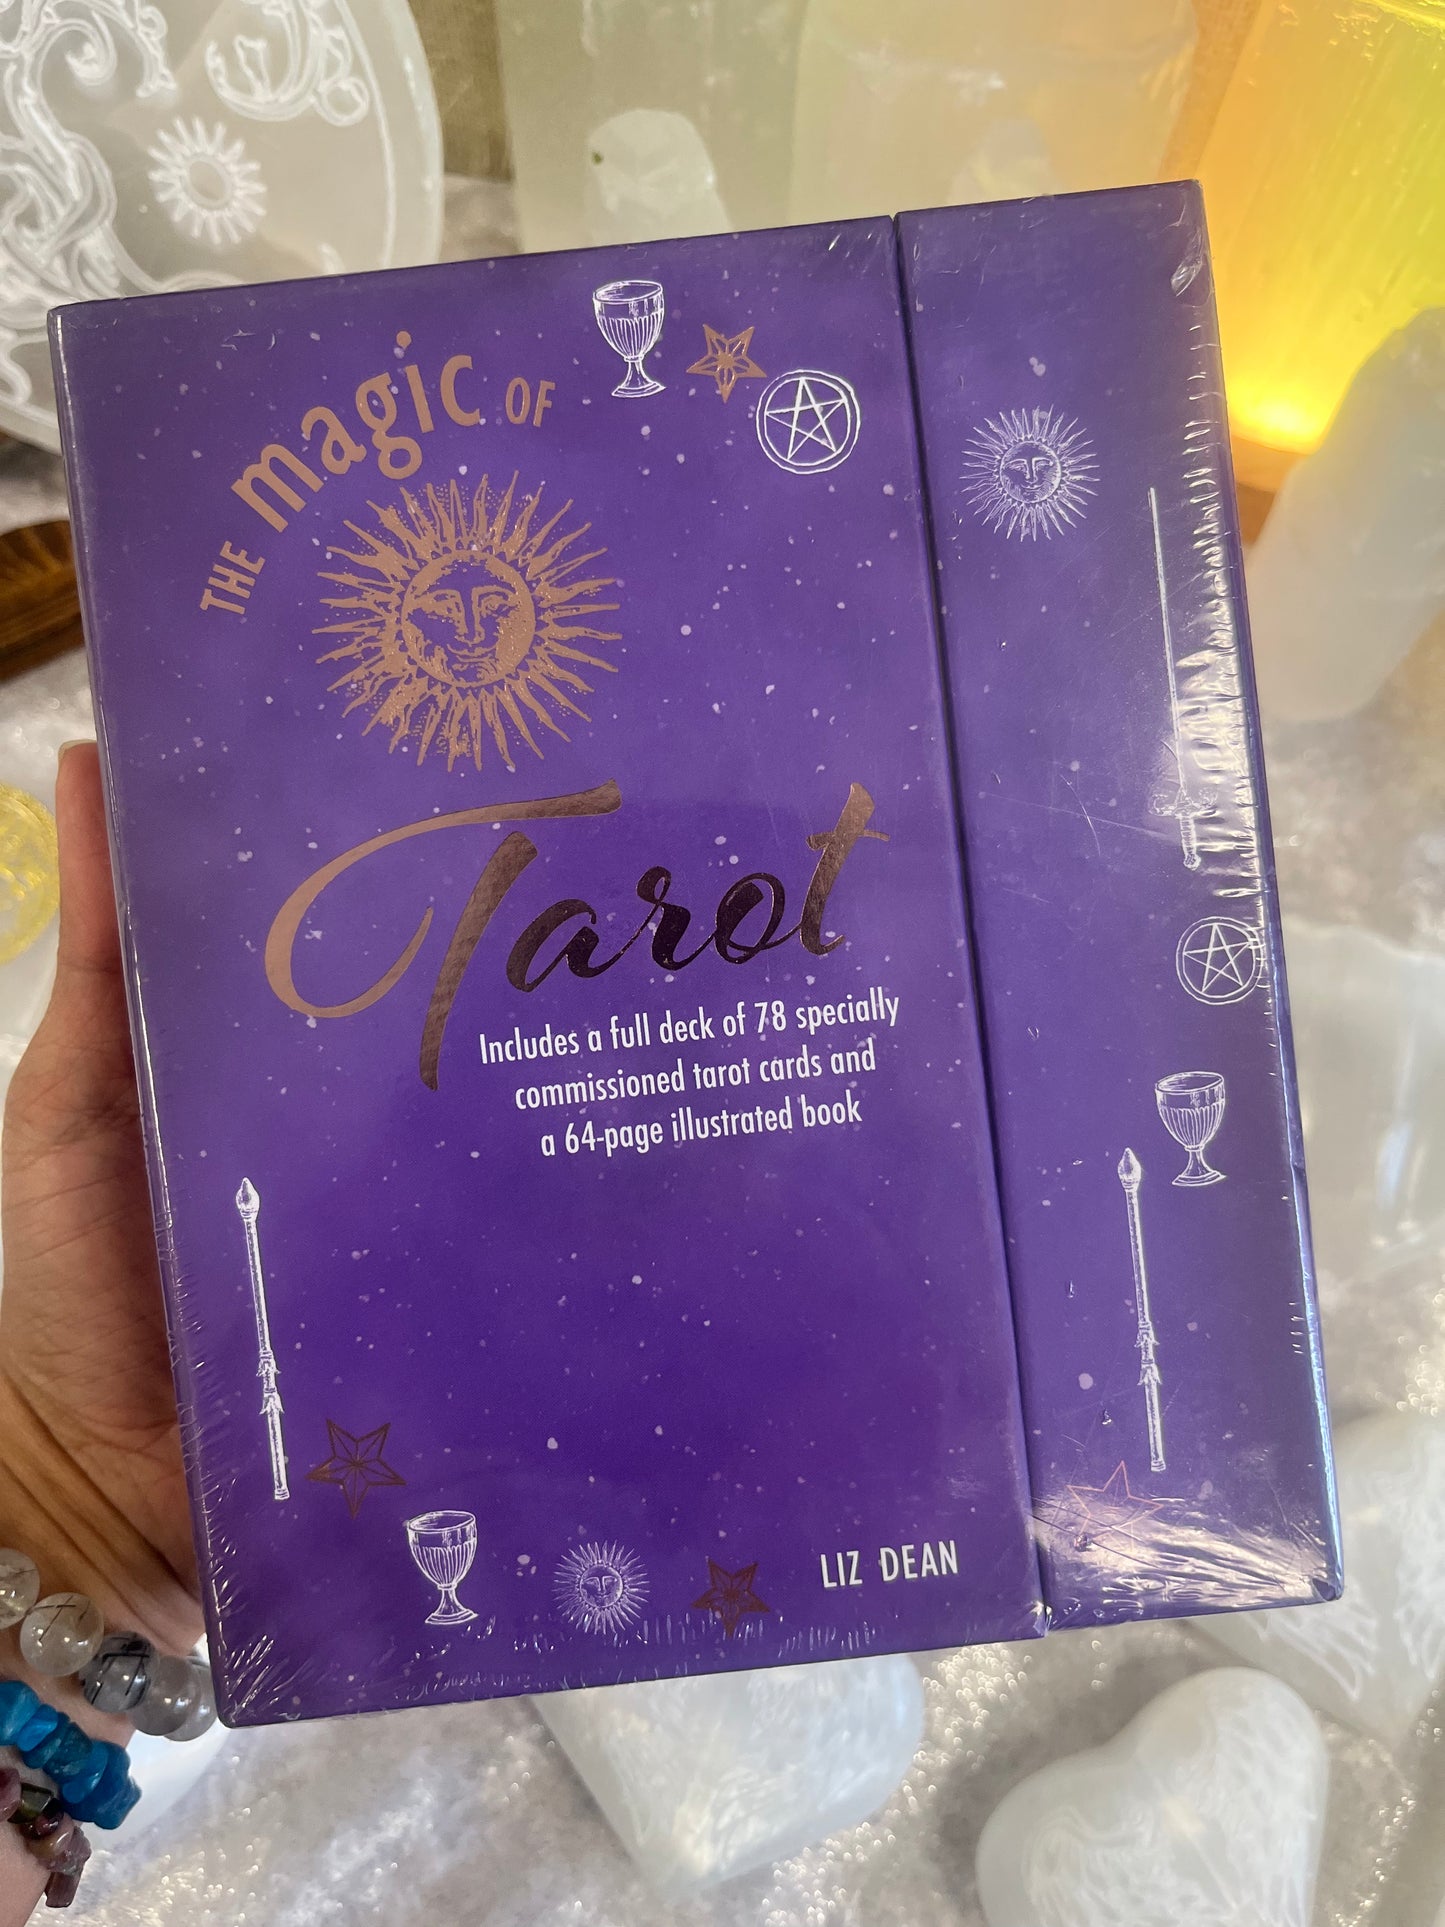 THE magic OF
Tarot
Includes a full deck of 78 specially
commissioned tarot cards and
a 64-page illustrated book
LIZ DEAN